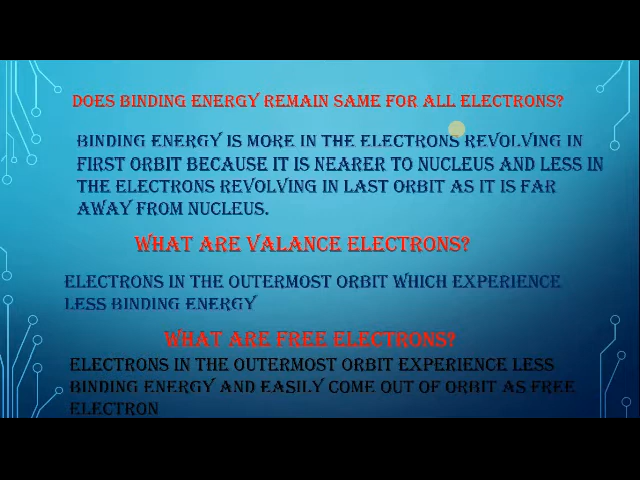 DOES BINDING ENERGY REMAIN SAME FOR ALL ELECTRONS?
BINDING ENERGY IS MORE IN THE ELECTRONS REVOLVING IN
FIRST ORBIT BECAUSE IT IS NEARER TO NUCLEUS AND LESS IN
THE ELECTRONS REVOLVING IN LAST ORBIT AS IT IS FAR
AWAY FROM NUCLEUS.
WHAT ARE VALANCE ELECTRONS?
ELECTRONS IN THE OUTERMOST ORBIT WHICH EXPERIENCE
LESS BINDING ENERGY
WHAT ARE FREE ELECTRONS?
ELECTRONS IN THE OUTERMOST ORBIT EXPERIENCE LESS
BINDING ENERGY AND EASILY COME OUT OF ORBIT AS FREE
ELECTRON